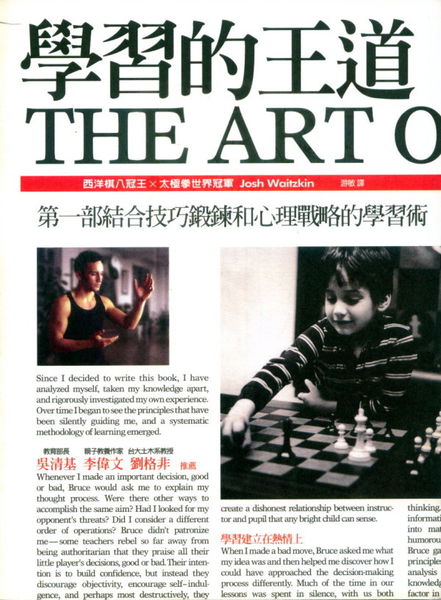 學習的王道
THE ART O
西洋棋八冠王×太極拳世界冠軍 Josh Waitzkin 游敏 譯
第一部結合技巧鍛鍊和心理戰略的學習術
Since I decided to write this book, I have
analyzed myself, taken my knowledge apart,
and rigorously investigated my own experience.
Over time I began to see the principles that have
been silently guiding me, and a systematic
methodology of learning emerged.
教育部長 親子教養作家 台大土木系教授
吳清基 李偉文 劉格非 推薦
Whenever I made an important decision, good
or bad, Bruce would ask me to explain my
thought process. Were there other ways to
accomplish the same aim? Had I looked for my
opponent's threats? Did I consider a different
order of operations? Bruce didn't patronize
me—some teachers rebel so far away from
being authoritarian that they praise all their
little player's decisions, good or bad. Their inten-
tion is to build confidence, but instead they
discourage objectivity, encourage self-indul-
gence, and perhaps most destructively, they
create a dishonest relationship between instruc-
tor and pupil that any bright child can sense.
學習建立在熱情上
When I made a bad move, Bruce asked me what
my idea was and then helped me discover how I
could have approached the decision-making
process differently. Much of the time in our
lessons was spent in silence, with us both
thinking.
informati
into mat
humorou
Bruce ga
principles
analysis
knowledg
factor in